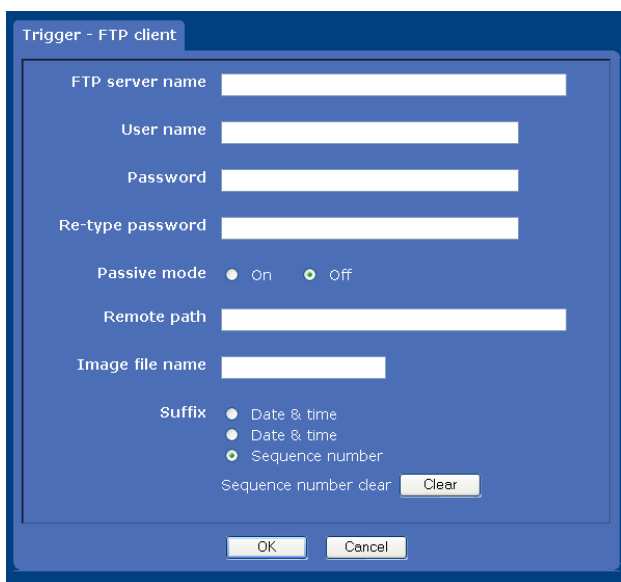 Trigger - FTP client
FTP server name
User name
Password
Re-type password
Passive mode On Off
Remote path
Image file name
Suffix Date & time
Date & time
Sequence number
Sequence number clear Clear
OK Cancel